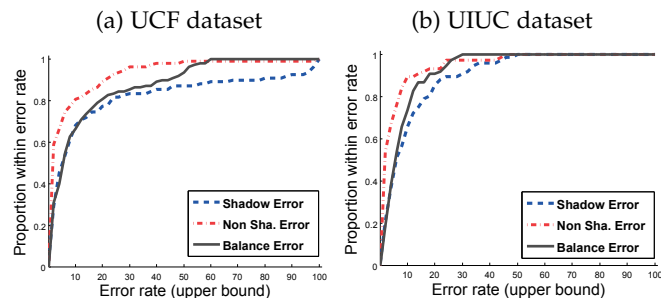 (a) UCF dataset
Proportion within error rate
1
0.8
0.6
0.4
0.2
0
10 20 30 40 50 60 70 80 90 100
Error rate (upper bound)
Shadow Error
Non Sha. Error
Balance Error
(b) UIUC dataset
Proportion within error rate
1
0.8
0.6
0.4
0.2
0
10 20 30 40 50 60 70 80 90 100
Error rate (upper bound)
Shadow Error
Non Sha. Error
Balance Error